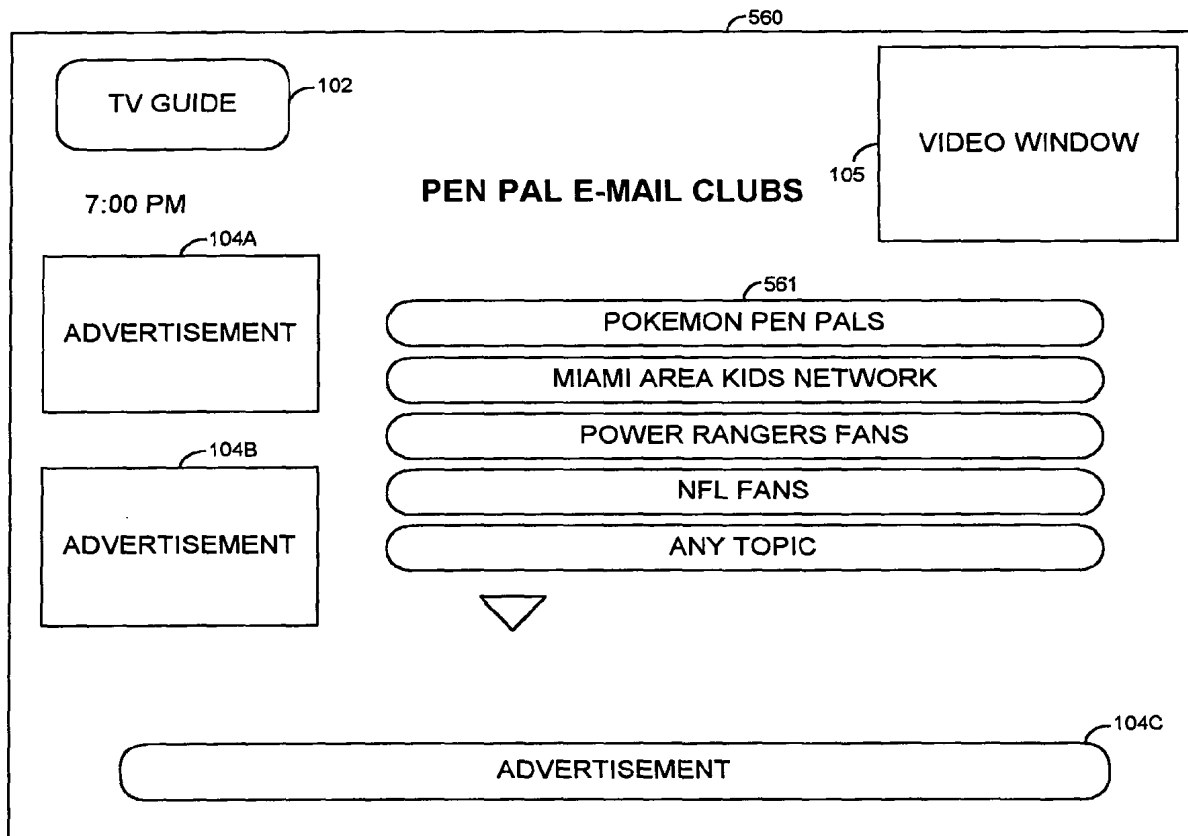 560
TV GUIDE
102
VIDEO WINDOW
105
PEN PAL E-MAIL CLUBS
7:00 PM
104A
ADVERTISEMENT
561
POKEMON PEN PALS
MIAMI AREA KIDS NETWORK
POWER RANGERS FANS
104B
NFL FANS
ADVERTISEMENT
ANY TOPIC
104C
ADVERTISEMENT